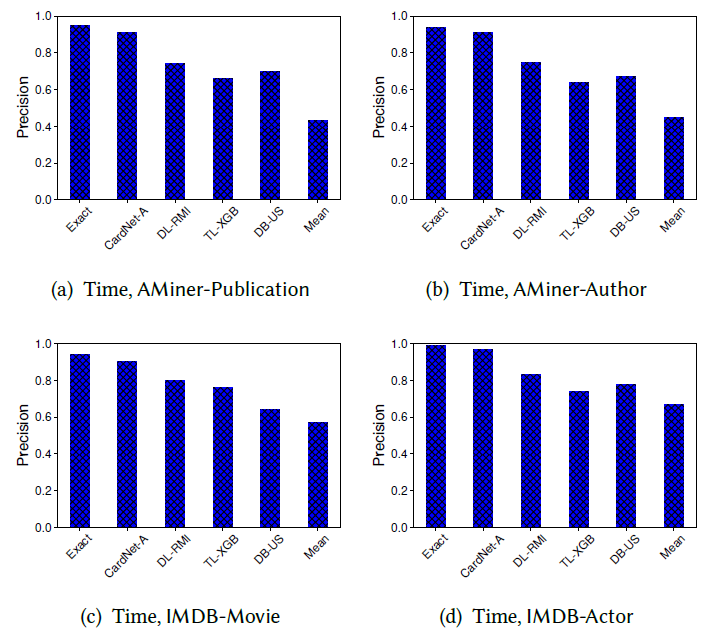 1.0
0.8
0.6
0.4
0.2
0.0
Precision
Exact
CardNet-A
DL-RMI
TL-XGB
DB-US
Mean
(a) Time, AMiner-Publication
1.0
0.8
0.6
0.4
0.2
0.0
Precision
Exact
CardNet-A
DL-RMI
TL-XGB
DB-US
Mean
(b) Time, AMiner-Author
1.0
0.8
0.6
0.4
0.2
0.0
Precision
Exact
CardNet-A
DL-RMI
TL-XGB
DB-US
Mean
(c) Time, IMDB-Movie
1.0
0.8
0.6
0.4
0.2
0.0
Precision
Exact
CardNet-A
DL-RMI
TL-XGB
DB-US
Mean
(d) Time, IMDB-Actor